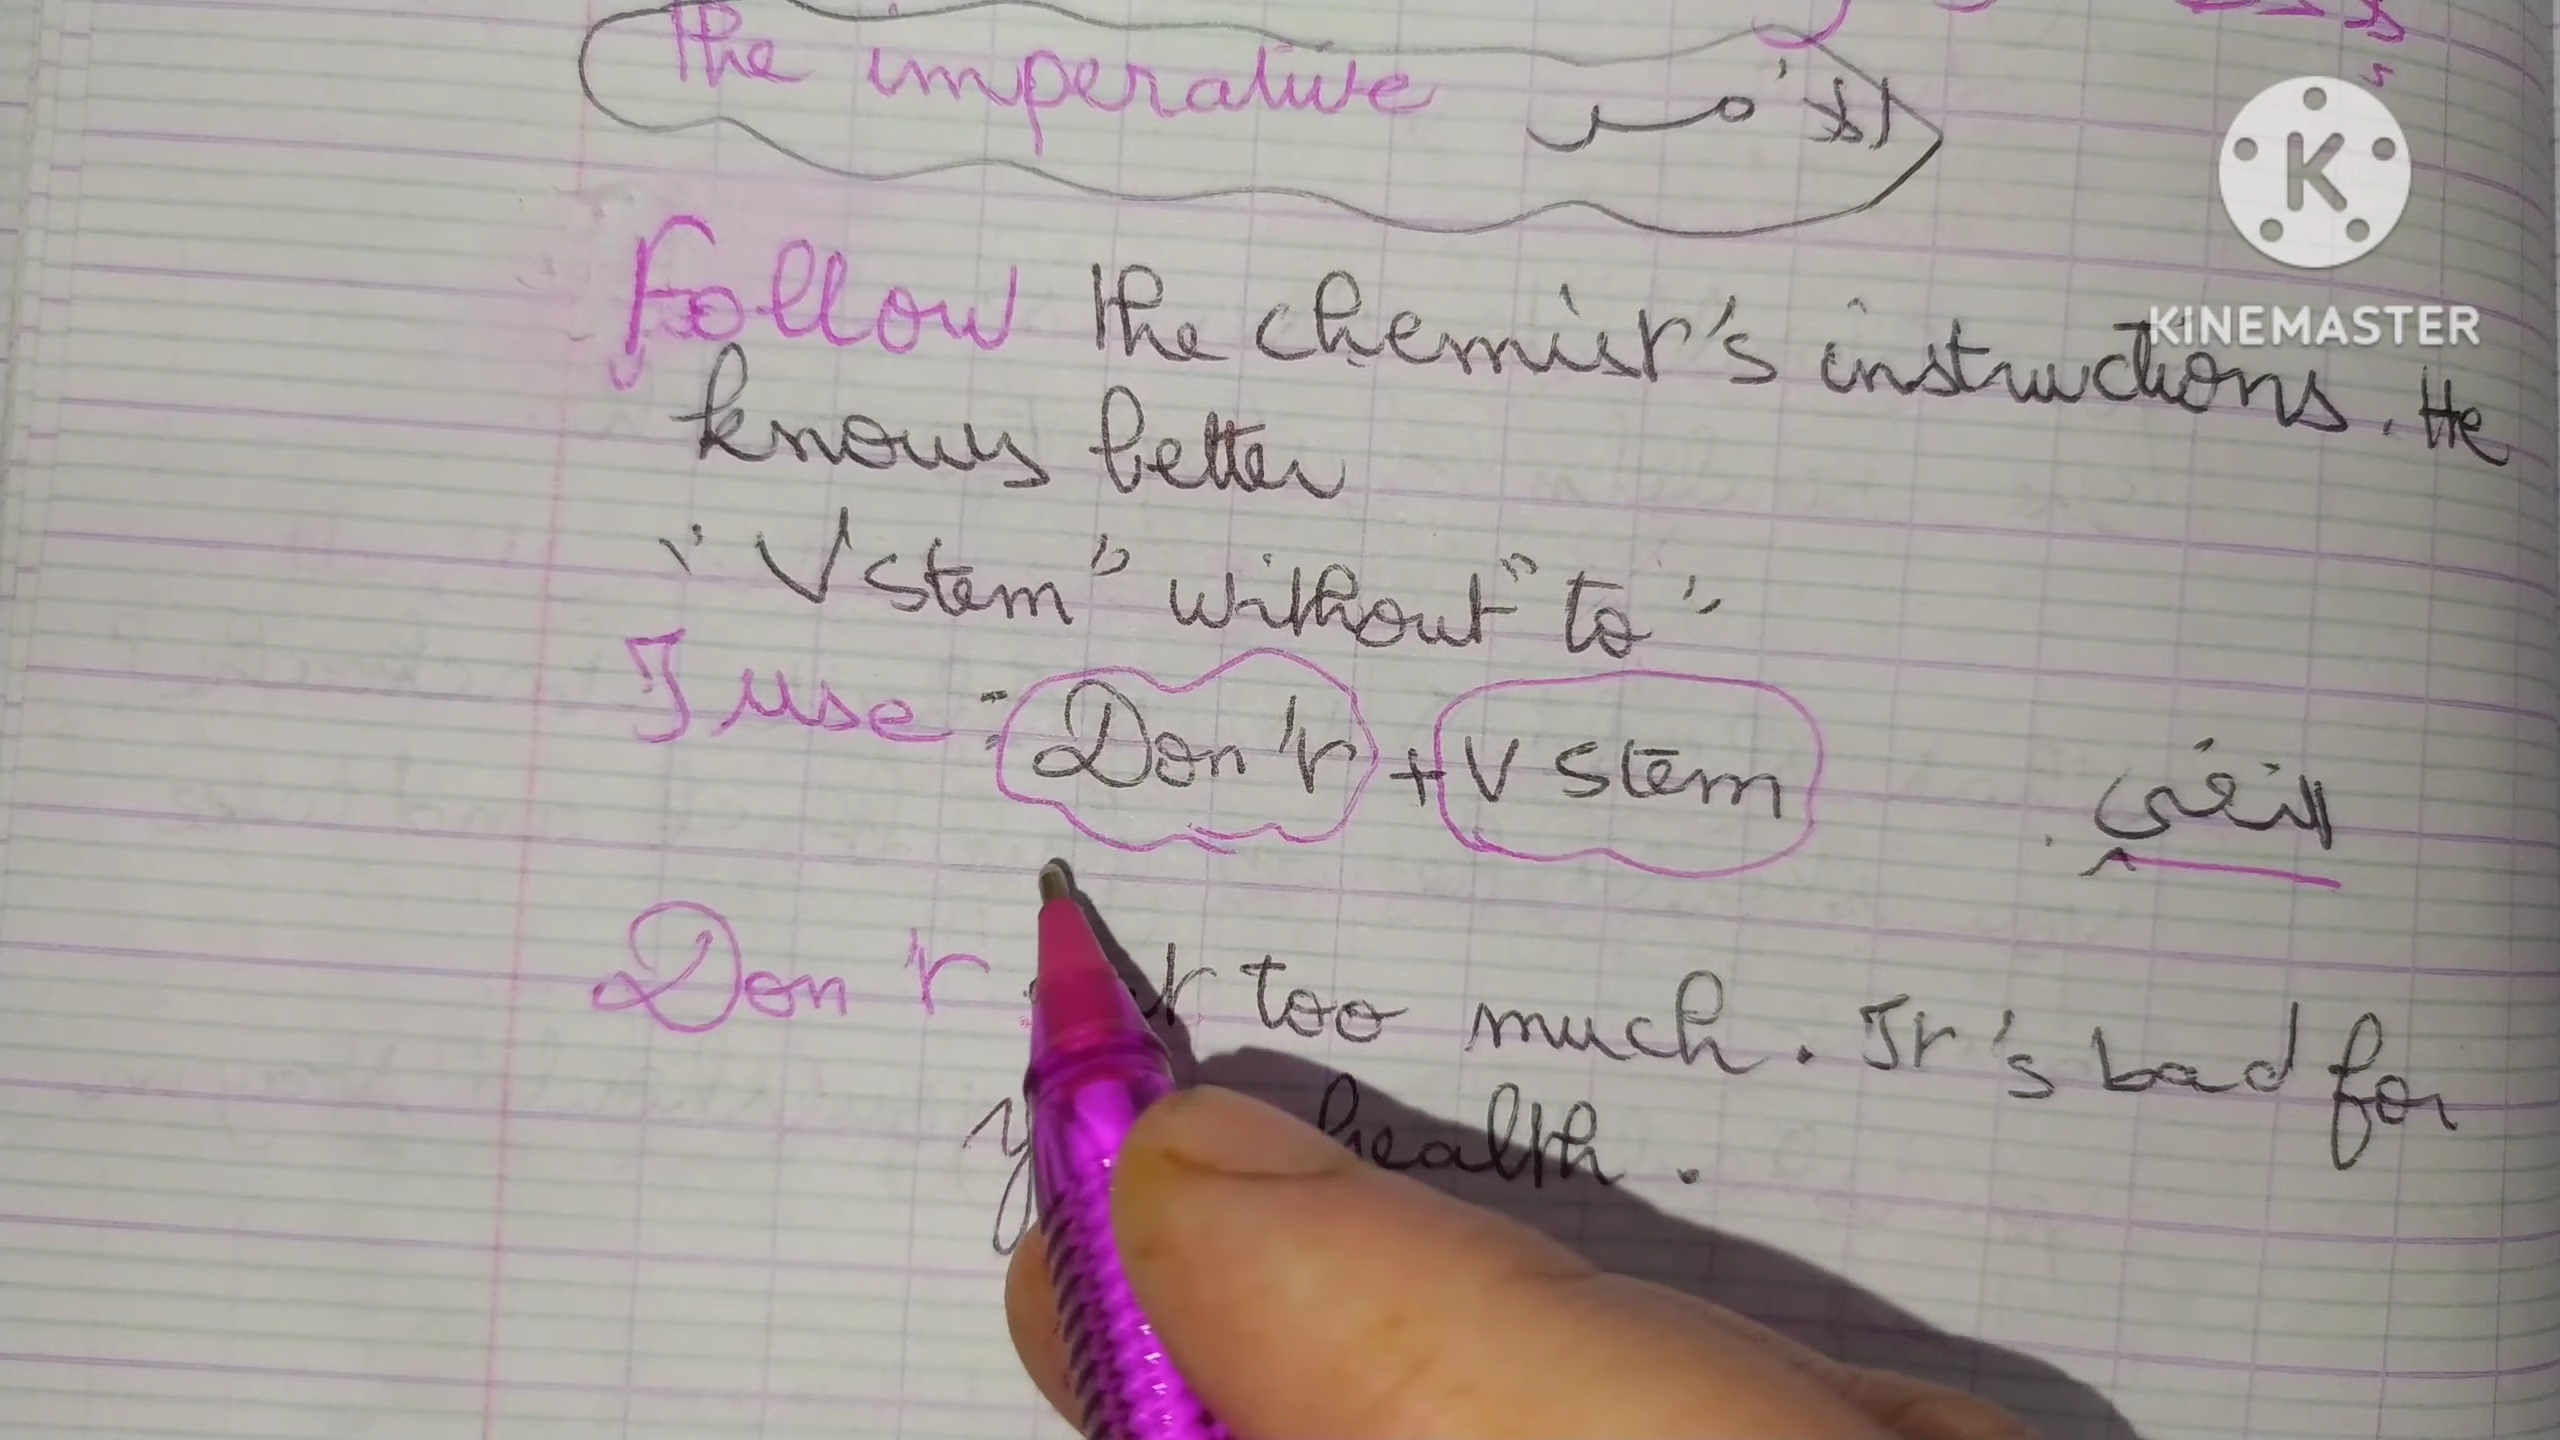 the imperative الأمر
Follow the chemist's instructions. He
knows better
"V stem" without "to"
I use : Don't + V stem النفي
Don't too much. It's bad for
health.
K
KINEMASTER